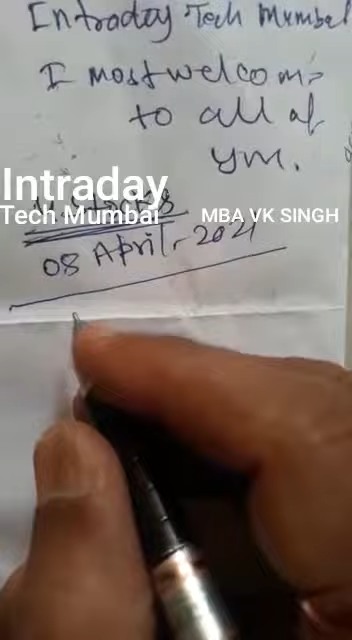 Intraday Tech Mumbai
I most welcome
to all of
you.
Intraday
Tech Mumbai MBA VK SINGH
08 April, 2021